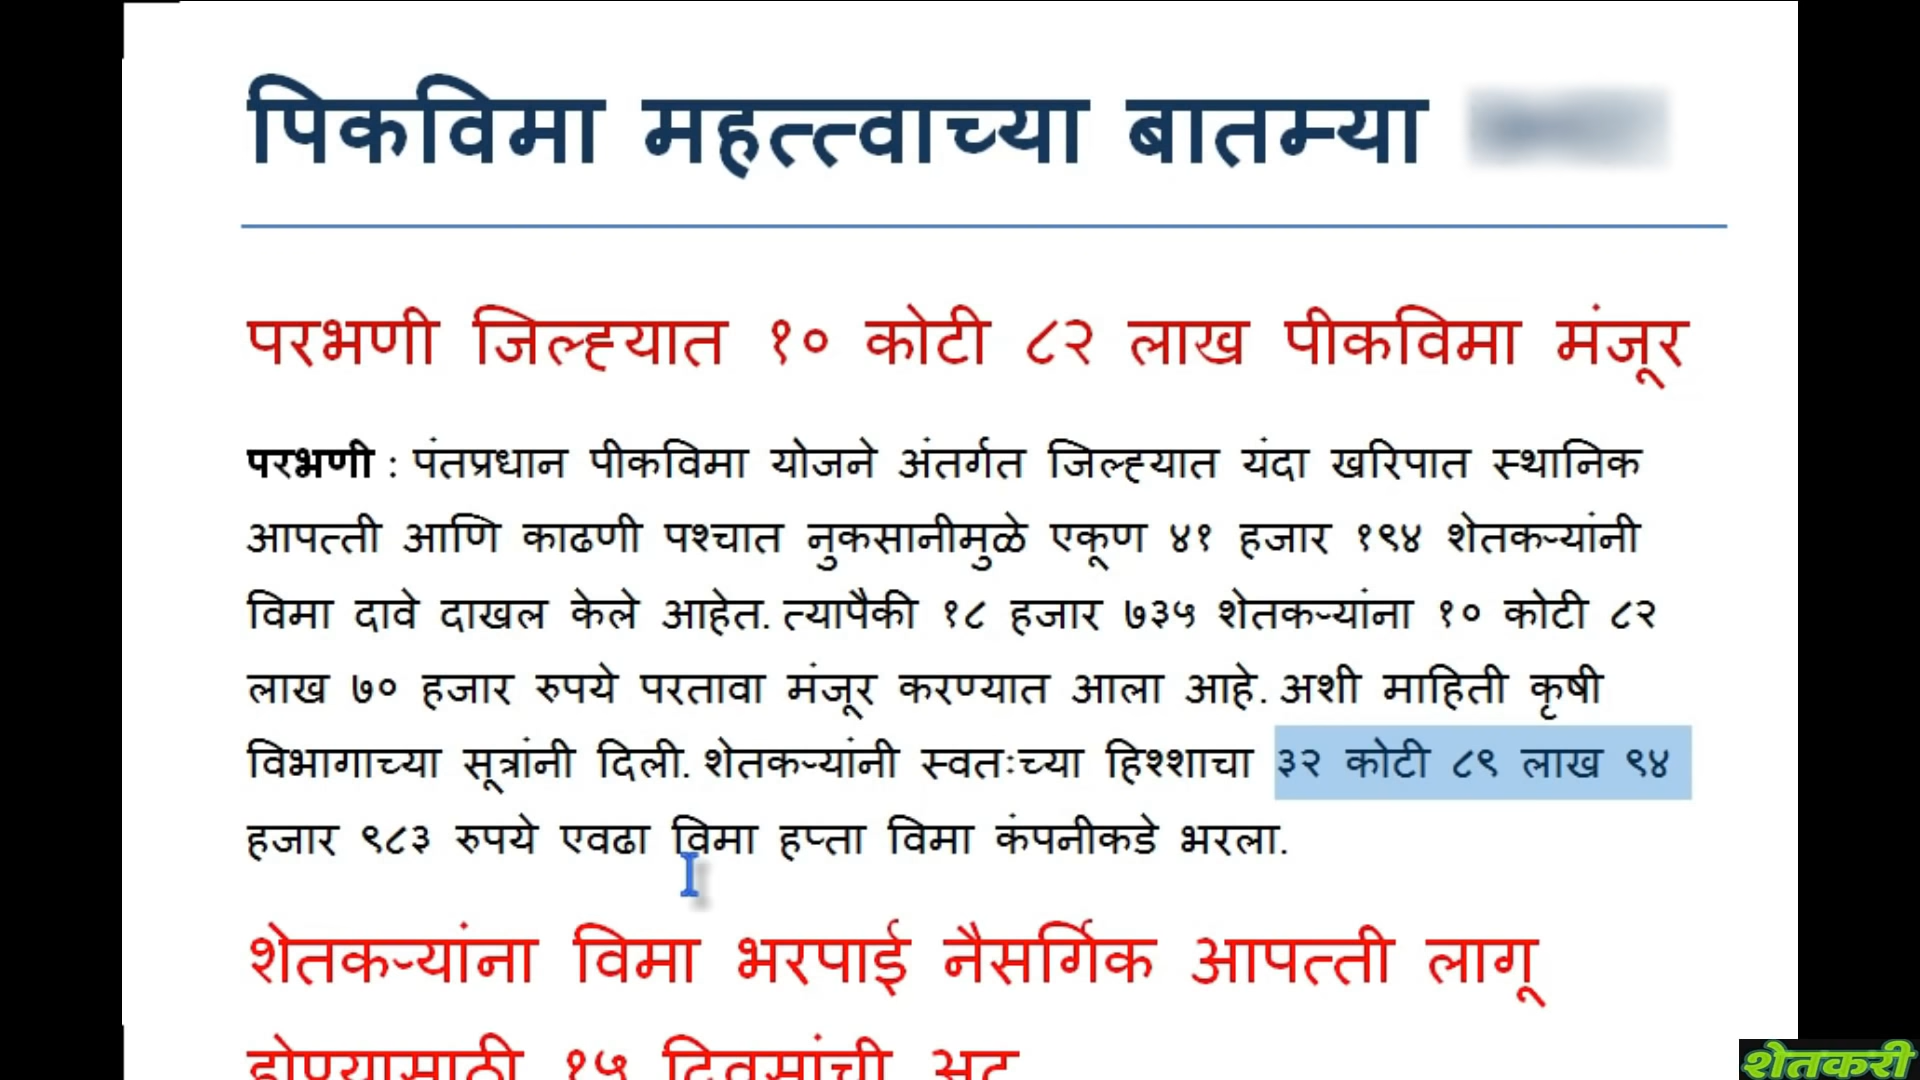 पिकविमा महत्त्वाच्या बातम्या
परभणी जिल्ह्यात १० कोटी ८२ लाख पीकविमा मंजूर
परभणी : पंतप्रधान पीकविमा योजने अंतर्गत जिल्ह्यात यंदा खरिपात स्थानिक
आपत्ती आणि काढणी पश्चात नुकसानीमुळे एकूण ४१ हजार १९४ शेतकऱ्यांनी
विमा दावे दाखल केले आहेत. त्यापैकी १८ हजार ७३५ शेतकऱ्यांना १० कोटी ८२
लाख ७० हजार रुपये परतावा मंजूर करण्यात आला आहे. अशी माहिती कृषी
विभागाच्या सूत्रांनी दिली. शेतकऱ्यांनी स्वतःच्या हिश्शाचा ३२ कोटी ८९ लाख ९४
हजार ९८३ रुपये एवढा विमा हप्ता विमा कंपनीकडे भरला.
शेतकऱ्यांना विमा भरपाई नैसर्गिक आपत्ती लागू
होण्यासाठी १५ दिवसांची अट
शेतकरी